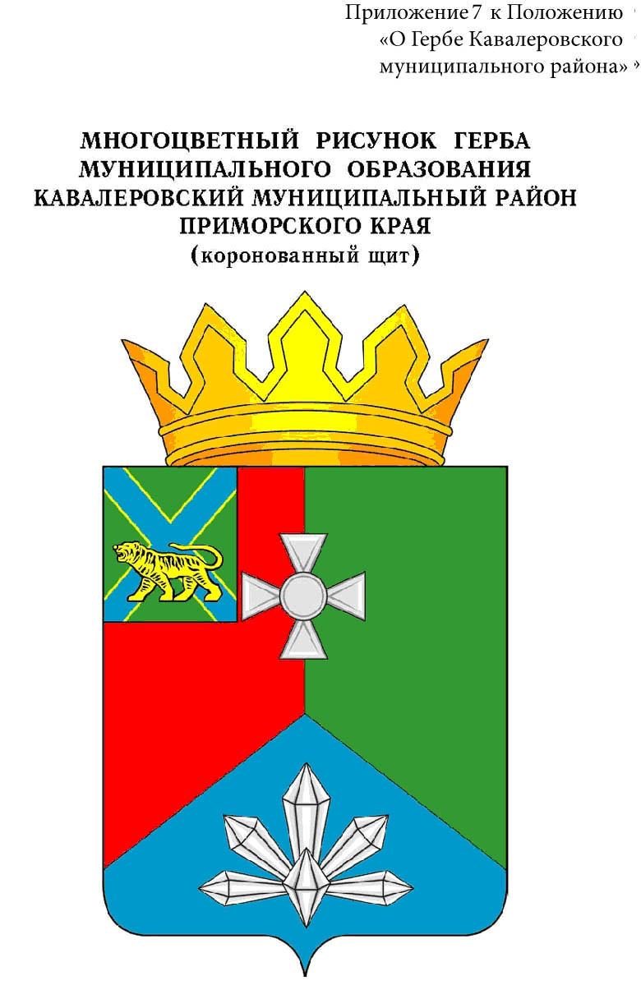 Приложение 7 к Положению
«О Гербе Кавалеровского
муниципального района»
МНОГОЦВЕТНЫЙ РИСУНОК ГЕРБА
МУНИЦИПАЛЬНОГО ОБРАЗОВАНИЯ
КАВАЛЕРОВСКИЙ МУНИЦИПАЛЬНЫЙ РАЙОН
ПРИМОРСКОГО КРАЯ
(коронованный щит)